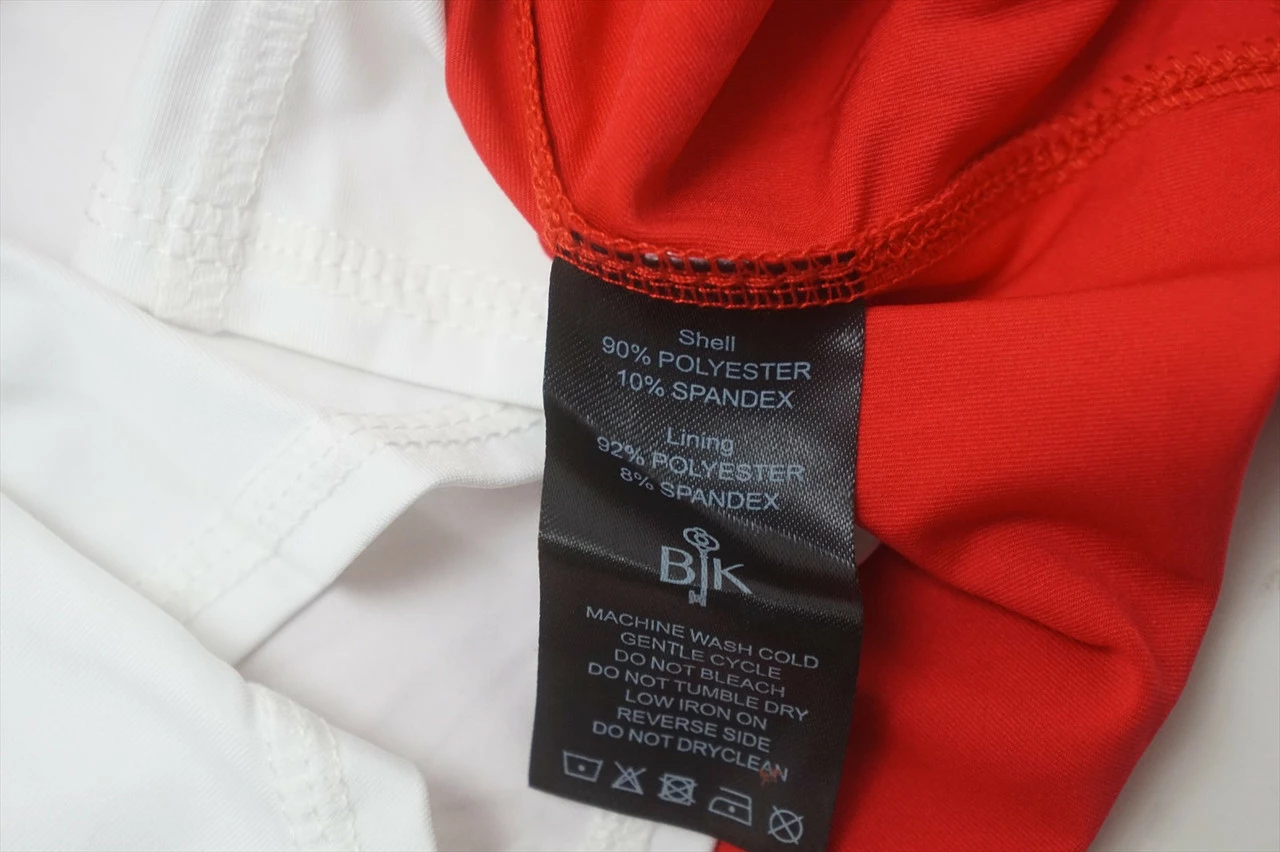 Shell
90% POLYESTER
10% SPANDEX
Lining
92% POLYESTER
8% SPANDEX
BK
MACHINE WASH COLD
GENTLE CYCLE
DO NOT BLEACH
DO NOT TUMBLE DRY
LOW IRON ON
REVERSE SIDE
DO NOT DRYCLEAN